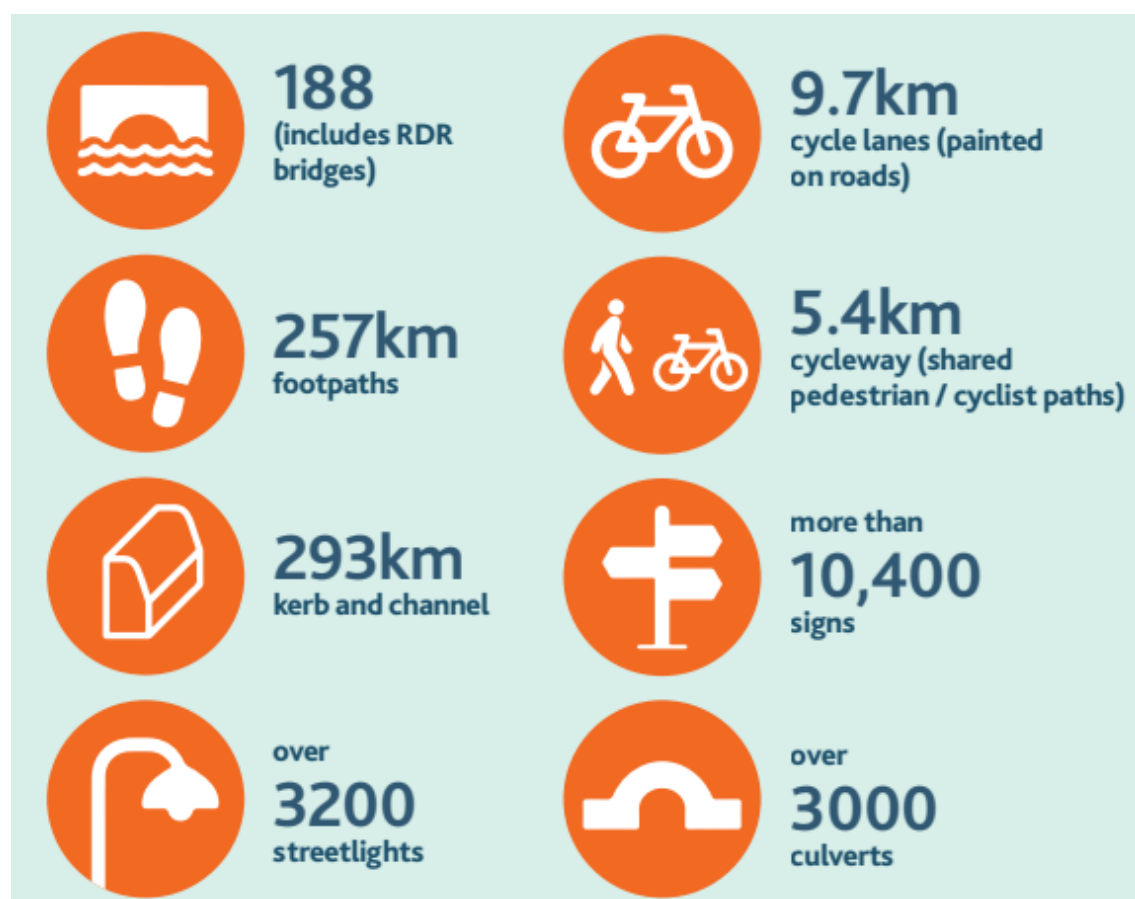 188
(includes RDR
bridges)
9.7km
cycle lanes (painted
on roads)
257km
footpaths
5.4km
cycleway (shared
pedestrian / cyclist paths)
293km
kerb and channel
more than
10,400
signs
over
3200
streetlights
over
3000
culverts